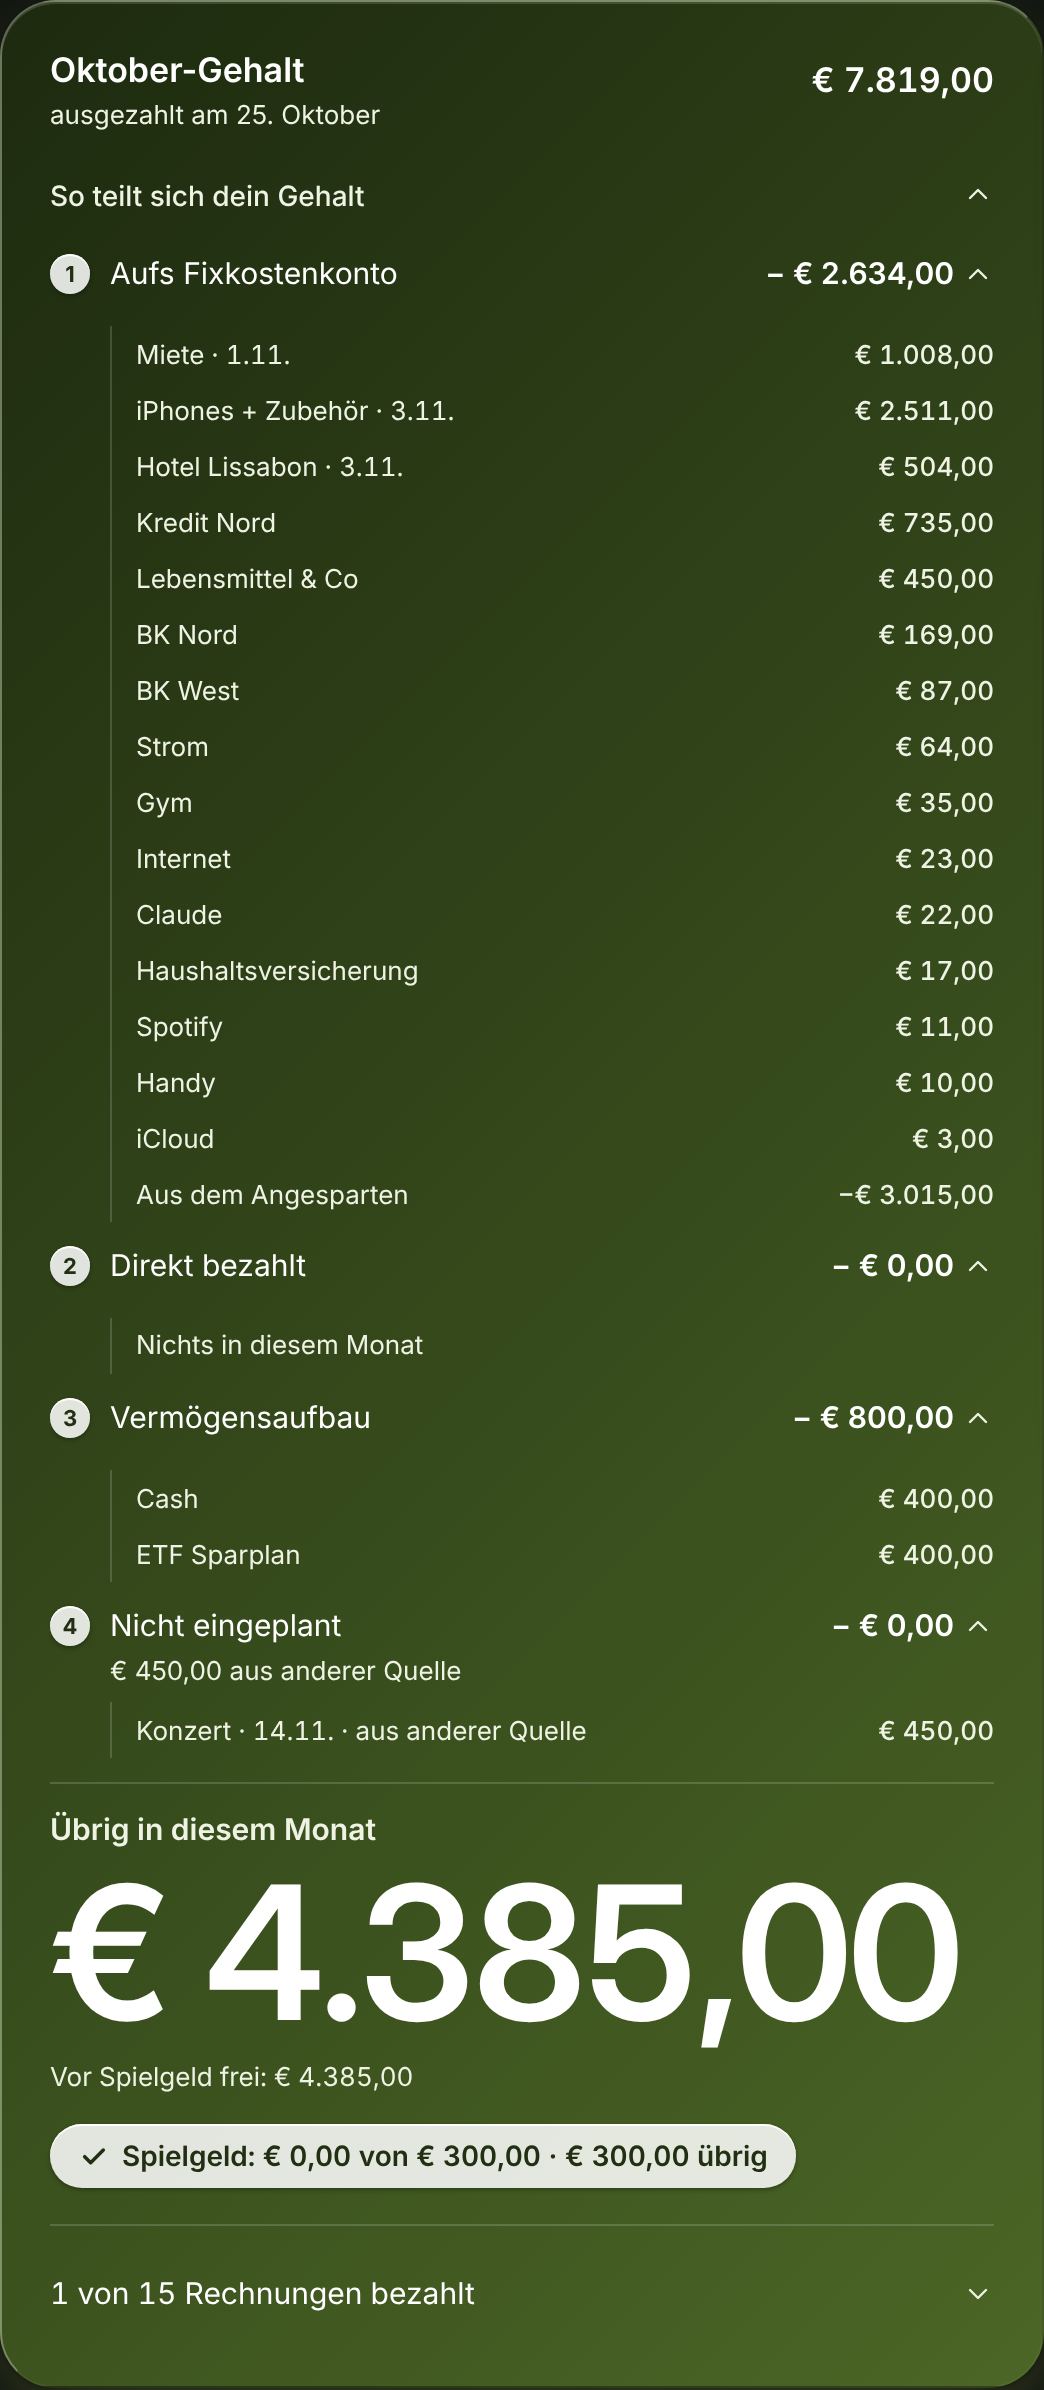 Oktober-Gehalt
€ 7.819,00
ausgezahlt am 25. Oktober
So teilt sich dein Gehalt
1 Aufs Fixkostenkonto – € 2.634,00
Miete · 1.11. € 1.008,00
iPhones + Zubehör · 3.11. € 2.511,00
Hotel Lissabon · 3.11. € 504,00
Kredit Nord € 735,00
Lebensmittel & Co € 450,00
BK Nord € 169,00
BK West € 87,00
Strom € 64,00
Gym € 35,00
Internet € 23,00
Claude € 22,00
Haushaltsversicherung € 17,00
Spotify € 11,00
Handy € 10,00
iCloud € 3,00
Aus dem Angesparten −€ 3.015,00
2 Direkt bezahlt – € 0,00
Nichts in diesem Monat
3 Vermögensaufbau – € 800,00
Cash € 400,00
ETF Sparplan € 400,00
4 Nicht eingeplant – € 0,00
€ 450,00 aus anderer Quelle
Konzert · 14.11. · aus anderer Quelle € 450,00
Übrig in diesem Monat
€ 4.385,00
Vor Spielgeld frei: € 4.385,00
Spielgeld: € 0,00 von € 300,00 · € 300,00 übrig
1 von 15 Rechnungen bezahlt